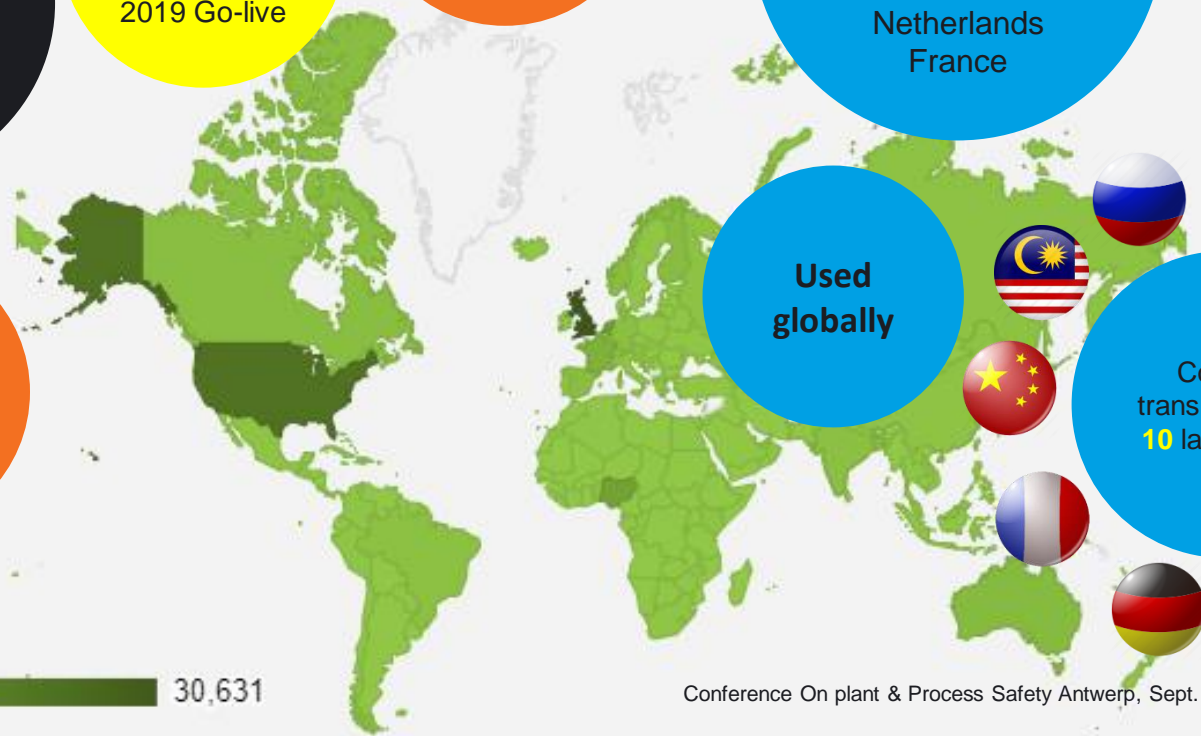 2019 Go-live
Netherlands
France
Used
globally
10
30,631
Conference On plant & Process Safety Antwerp, Sept.